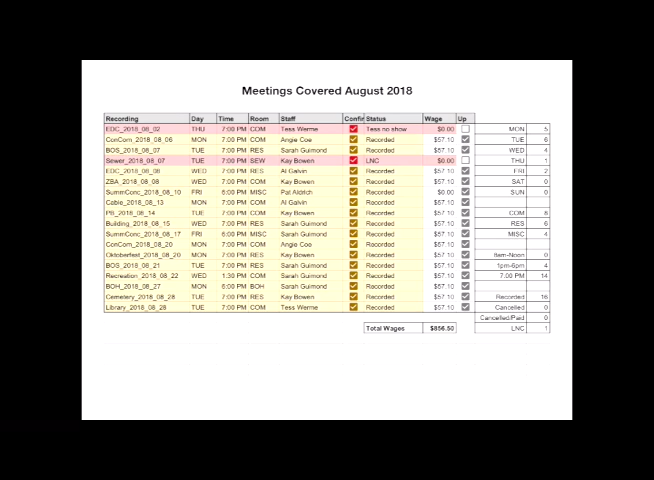 Meetings Covered August 2018
Recording Day Time Room Staff Confir Status Wage Up
EDC_2018_08_02 THU 7:00 PM COM Tess Werme Tess no show $0.00 MON 5
ConCom_2018_08_06 MON 7:00 PM COM Angie Coe Recorded $57.10 TUE 6
BOS_2018_08_07 TUE 7:00 PM RES Sarah Guimond Recorded $57.10 WED 4
Sewer_2018_08_07 TUE 7:00 PM SEW Kay Bowen LNC $0.00 THU 1
EDC_2018_08_08 WED 7:00 PM RES Al Galvin Recorded $57.10 FRI 2
ZBA_2018_08_08 WED 7:00 PM COM Kay Bowen Recorded $57.10 SAT 0
SummConc_2018_08_10 FRI 6:00 PM MISC Pat Aldrich Recorded $0.00 SUN 0
Cable_2018_08_13 MON 7:00 PM COM Al Galvin Recorded $57.10
PB_2018_08_14 TUE 7:00 PM COM Kay Bowen Recorded $57.10 COM 8
Building_2018_08_15 WED 7:00 PM RES Sarah Guimond Recorded $57.10 RES 6
SummConc_2018_08_17 FRI 6:00 PM MISC Sarah Guimond Recorded $57.10 MISC 4
ConCom_2018_08_20 MON 7:00 PM COM Angie Coe Recorded $57.10
Oktoberfest_2018_08_20 MON 7:00 PM RES Kay Bowen Recorded $57.10 8am-Noon 0
BOS_2018_08_21 TUE 7:00 PM RES Sarah Guimond Recorded $57.10 1pm-6pm 4
Recreation_2018_08_22 WED 1:30 PM COM Sarah Guimond Recorded $57.10 7:00 PM 14
BOH_2018_08_27 MON 6:00 PM BOH Sarah Guimond Recorded $57.10
Cemetery_2018_08_28 TUE 7:00 PM RES Kay Bowen Recorded $57.10 Recorded 16
Library_2018_08_28 TUE 7:00 PM COM Tess Werme Recorded $57.10 Cancelled 0
Cancelled/Paid 0
Total Wages $856.50 LNC 1